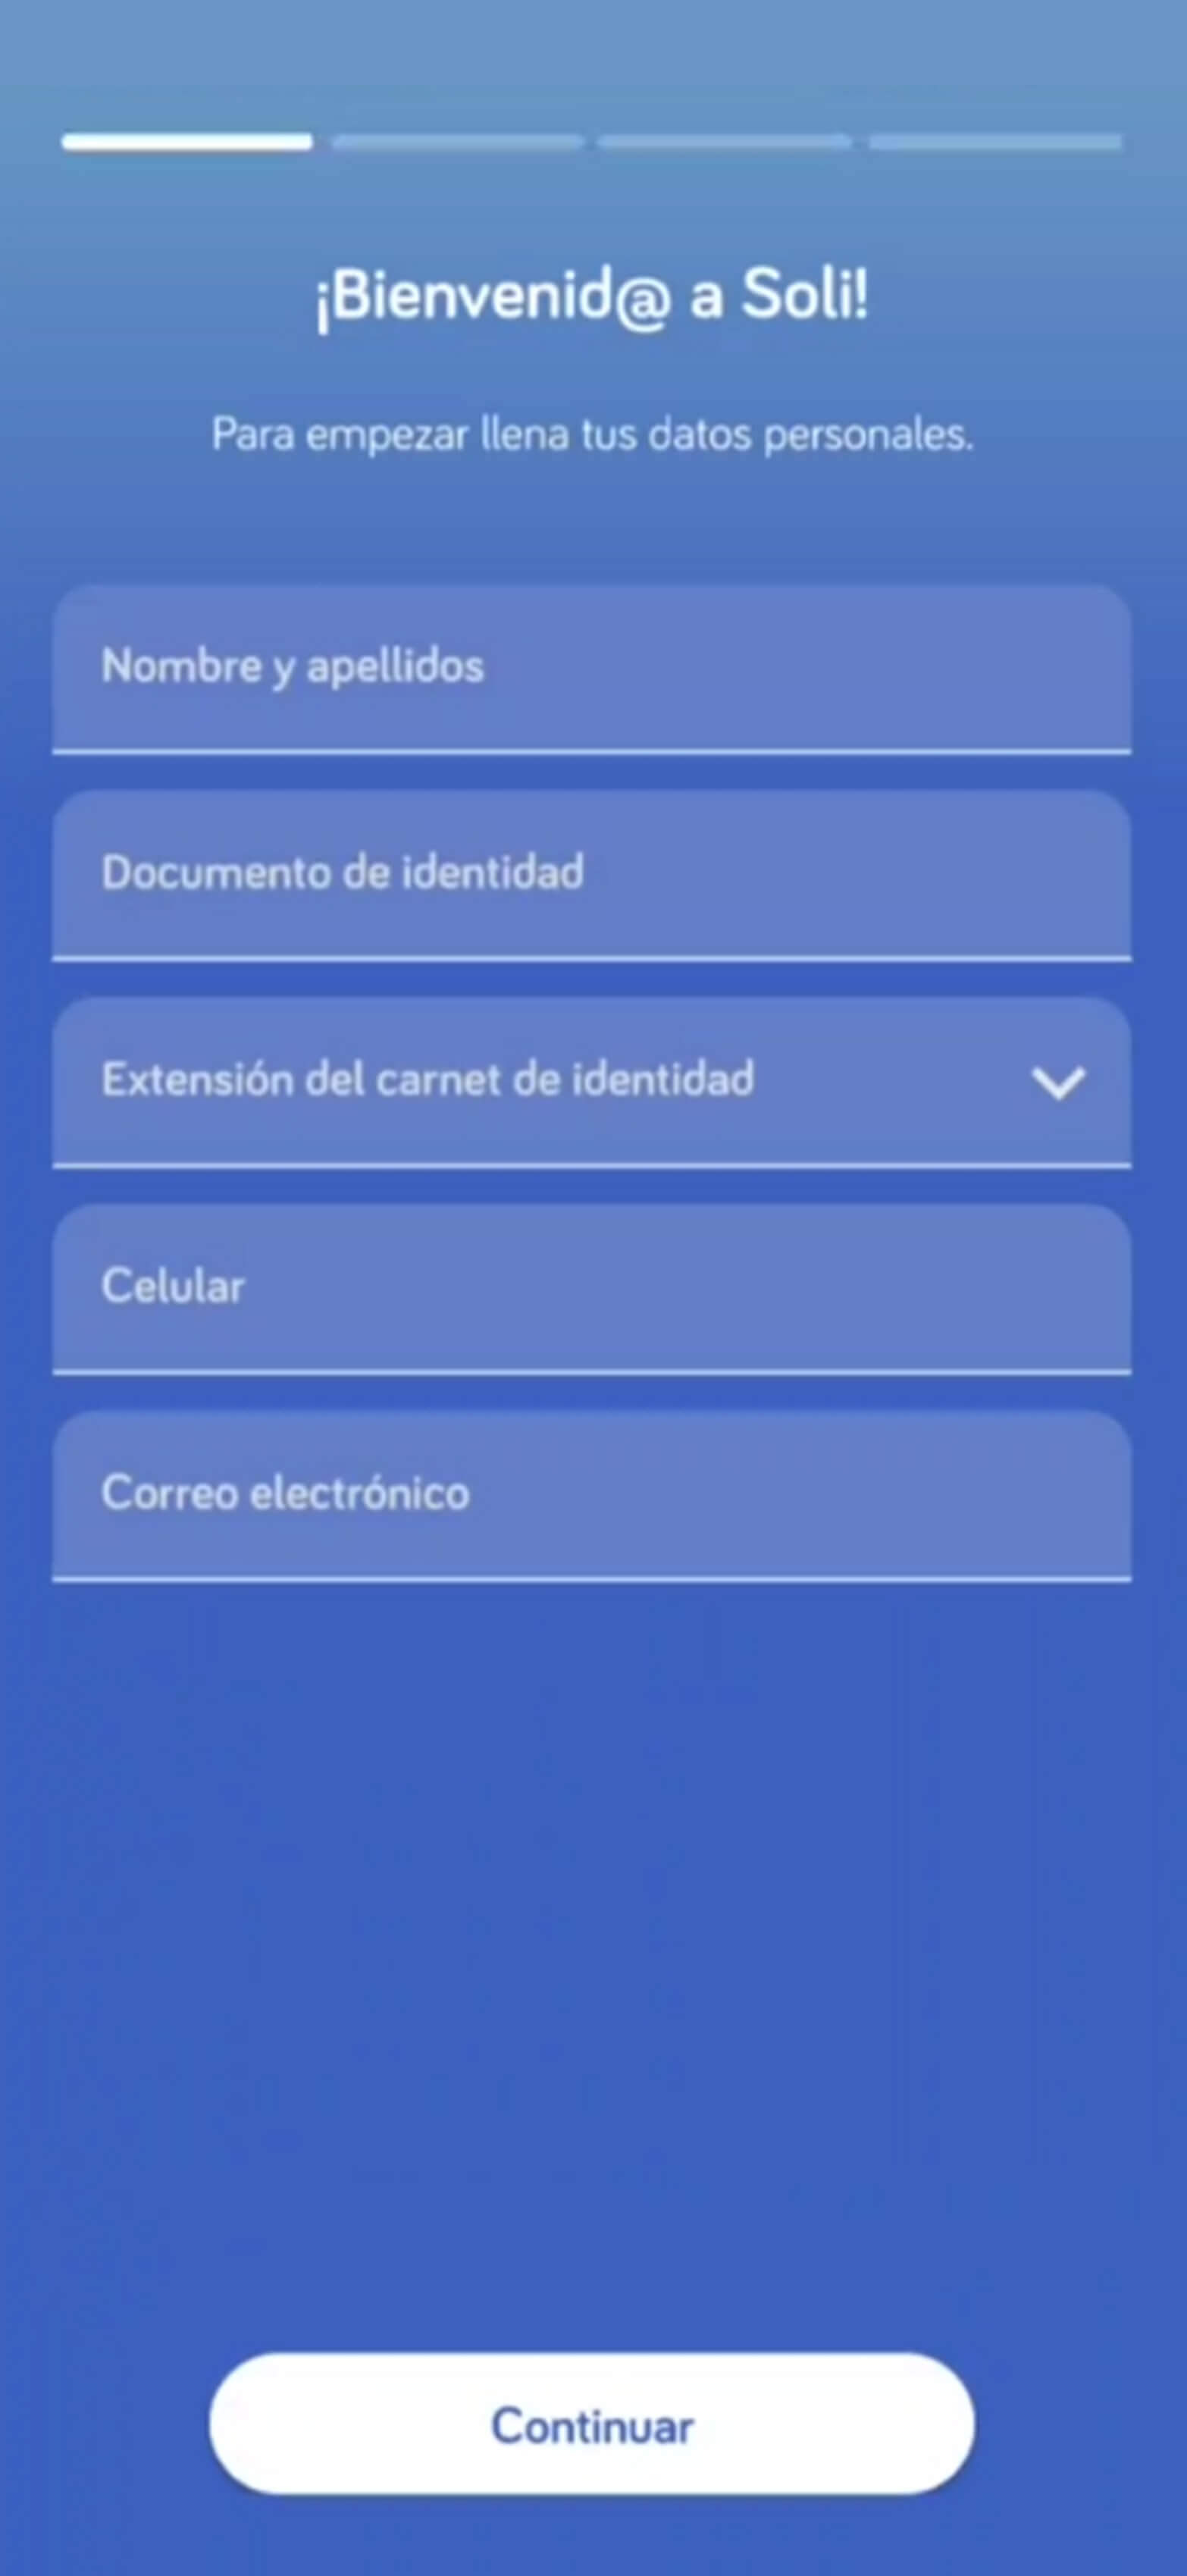 ¡Bienvenid@ a Soli!
Para empezar llena tus datos personales.
Nombre y apellidos
Documento de identidad
Extensión del carnet de identidad
Celular
Correo electrónico
Continuar